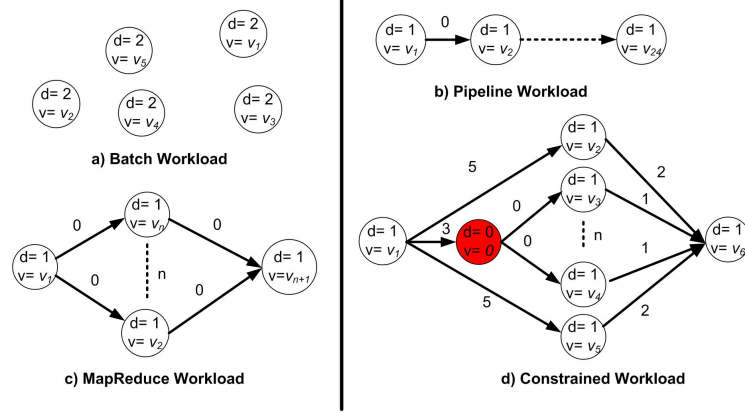 d= 2
v= v5
d= 2
v= v1
d= 2
v= v2
d= 2
v= v4
d= 2
v= v3
a) Batch Workload
d= 1
v= v1
0
d= 1
v= v2
d= 1
v= v24
b) Pipeline Workload
d= 1
v= v1
0
0
d= 1
v= vn
n
d= 1
v= v2
0
0
d= 1
v=vn+1
c) MapReduce Workload
d= 1
v= v1
5
3
5
d= 1
v= v2
d= 0
v= 0
0
0
d= 1
v= v3
n
d= 1
v= v4
d= 1
v= v5
2
1
1
2
d= 1
v= v6
d) Constrained Workload